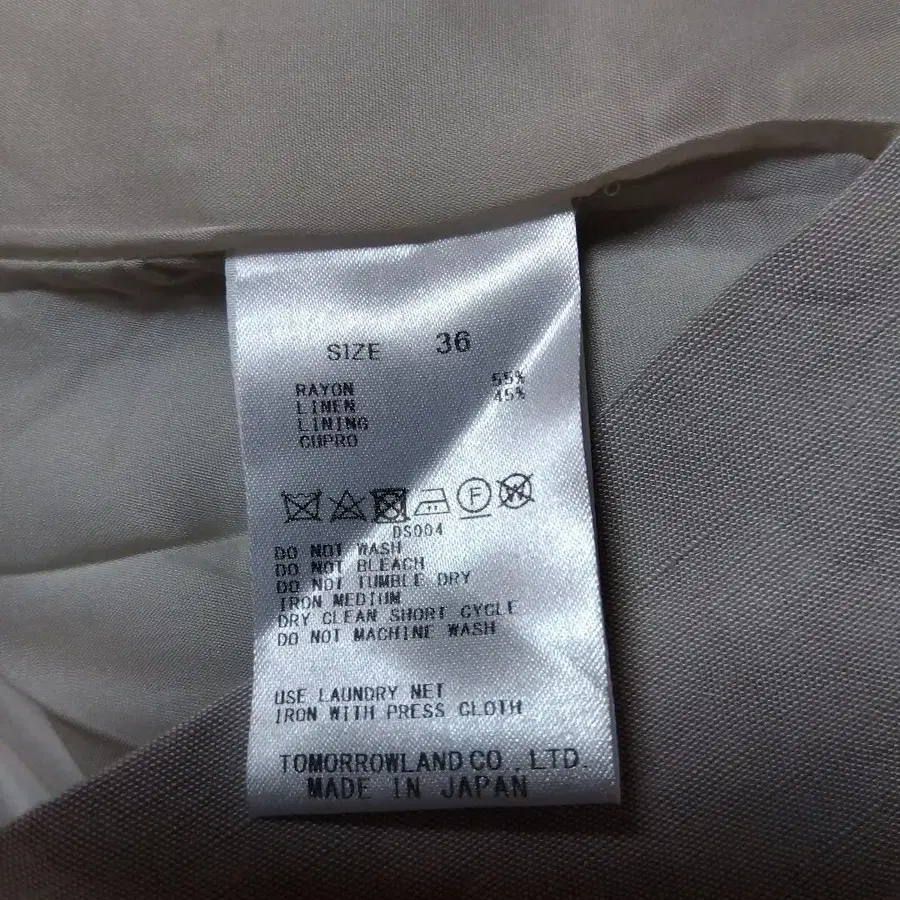 SIZE 36
RAYON 55%
LINEN 45%
LINING
CUPRO
F W
DS004
DO NOT WASH
DO NOT BLEACH
DO NOT TUMBLE DRY
IRON MEDIUM
DRY CLEAN SHORT CYCLE
DO NOT MACHINE WASH
USE LAUNDRY NET
IRON WITH PRESS CLOTH
TOMORROWLAND CO., LTD.
MADE IN JAPAN